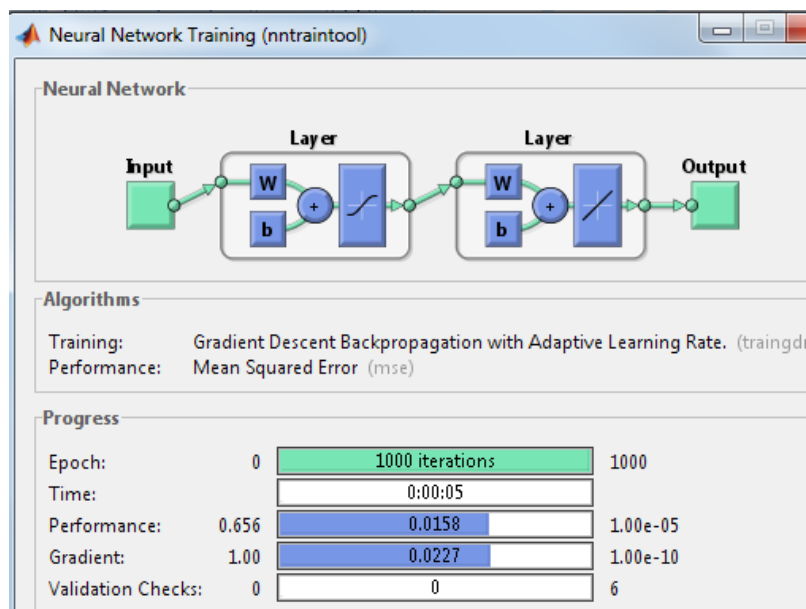 Neural Network Training (nntraintool)
Neural Network
Layer Layer
Input Output
W W
b b
+ +
Algorithms
Training: Gradient Descent Backpropagation with Adaptive Learning Rate. (traingd
Performance: Mean Squared Error (mse)
Progress
Epoch: 0 1000 iterations 1000
Time: 0:00:05
Performance: 0.656 0.0158 1.00e-05
Gradient: 1.00 0.0227 1.00e-10
Validation Checks: 0 0 6